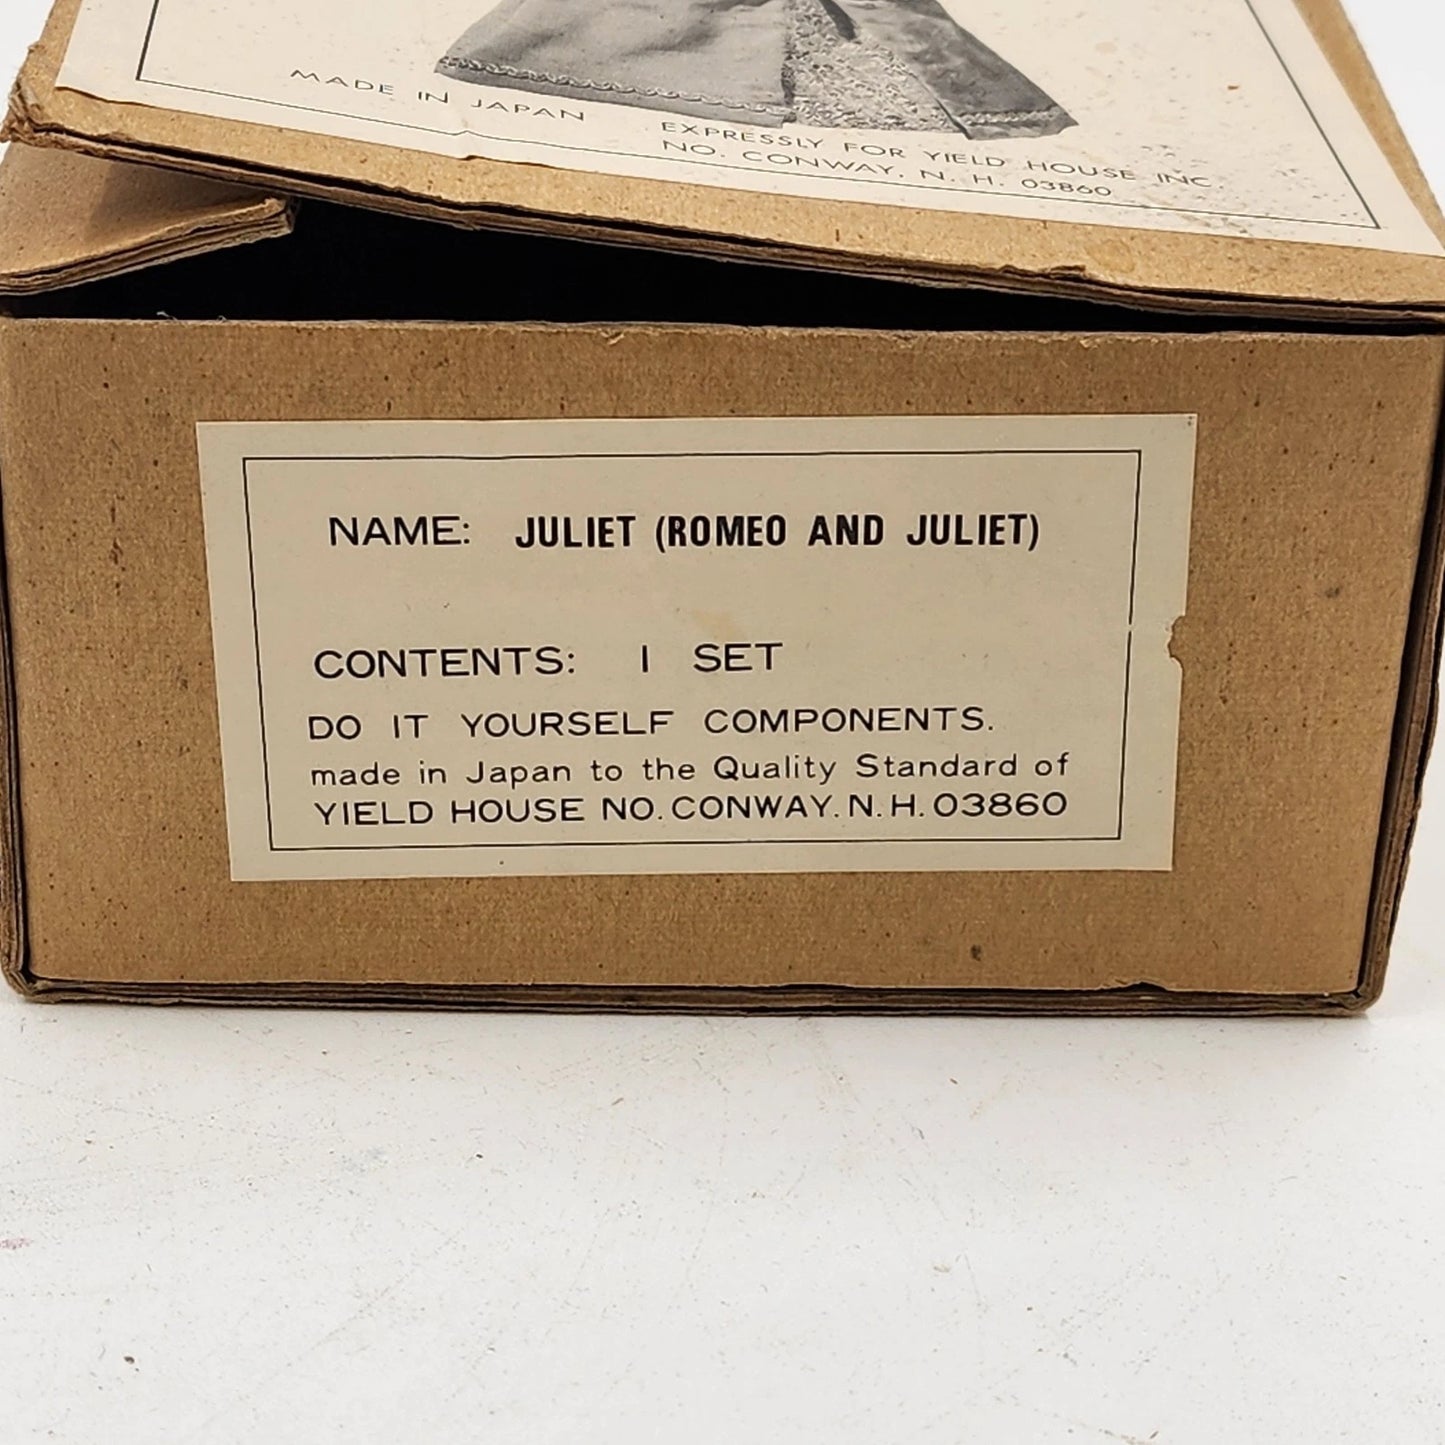 MADE IN JAPAN
EXPRESSLY FOR YIELD HOUSE INC.
NO. CONWAY. N. H. 03860
NAME: JULIET (ROMEO AND JULIET)
CONTENTS: 1 SET
DO IT YOURSELF COMPONENTS.
made in Japan to the Quality Standard of
YIELD HOUSE NO. CONWAY. N. H. 03860